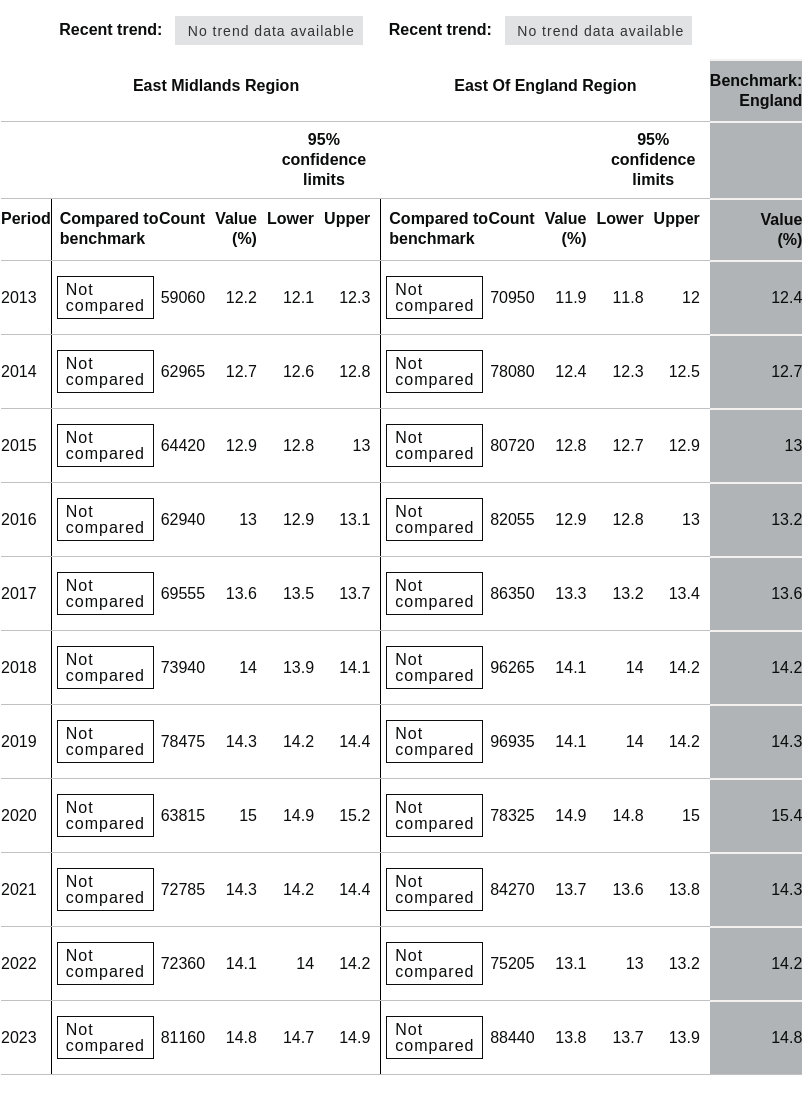 Recent trend: No trend data available Recent trend: No trend data available
East Midlands Region East Of England Region Benchmark:
England
95% 95%
confidence confidence
limits limits
Period Compared to Count Value Lower Upper Compared to Count Value Lower Upper Value
benchmark (%) benchmark (%) (%)
2013 Not compared 59060 12.2 12.1 12.3 Not compared 70950 11.9 11.8 12 12.4
2014 Not compared 62965 12.7 12.6 12.8 Not compared 78080 12.4 12.3 12.5 12.7
2015 Not compared 64420 12.9 12.8 13 Not compared 80720 12.8 12.7 12.9 13
2016 Not compared 62940 13 12.9 13.1 Not compared 82055 12.9 12.8 13 13.2
2017 Not compared 69555 13.6 13.5 13.7 Not compared 86350 13.3 13.2 13.4 13.6
2018 Not compared 73940 14 13.9 14.1 Not compared 96265 14.1 14 14.2 14.2
2019 Not compared 78475 14.3 14.2 14.4 Not compared 96935 14.1 14 14.2 14.3
2020 Not compared 63815 15 14.9 15.2 Not compared 78325 14.9 14.8 15 15.4
2021 Not compared 72785 14.3 14.2 14.4 Not compared 84270 13.7 13.6 13.8 14.3
2022 Not compared 72360 14.1 14 14.2 Not compared 75205 13.1 13 13.2 14.2
2023 Not compared 81160 14.8 14.7 14.9 Not compared 88440 13.8 13.7 13.9 14.8